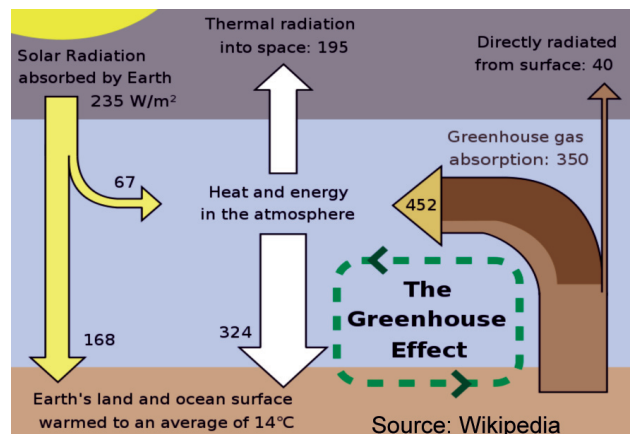 Solar Radiation
absorbed by Earth
235 W/m²
Thermal radiation
into space: 195
Directly radiated
from surface: 40
Greenhouse gas
absorption: 350
67
Heat and energy
in the atmosphere
452
The
Greenhouse
Effect
168
324
Earth's land and ocean surface
warmed to an average of 14°C
Source: Wikipedia